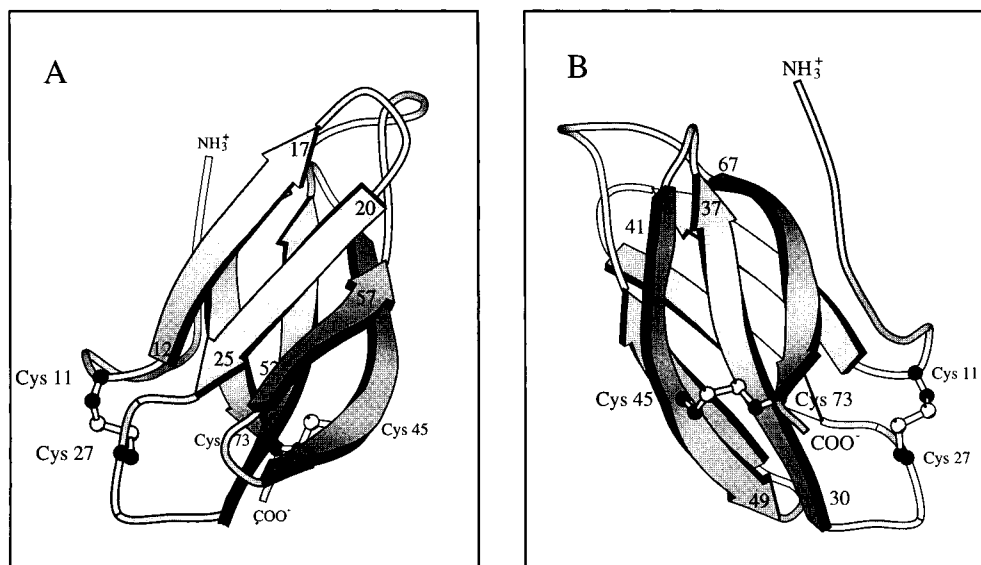 A
NH₃⁺
17
20
57
12
25
52
Cys 11
Cys 27
Cys 73
Cys 45
COO⁻
B
NH₃⁺
67
37
41
Cys 11
Cys 45
Cys 73
COO⁻
Cys 27
49
30